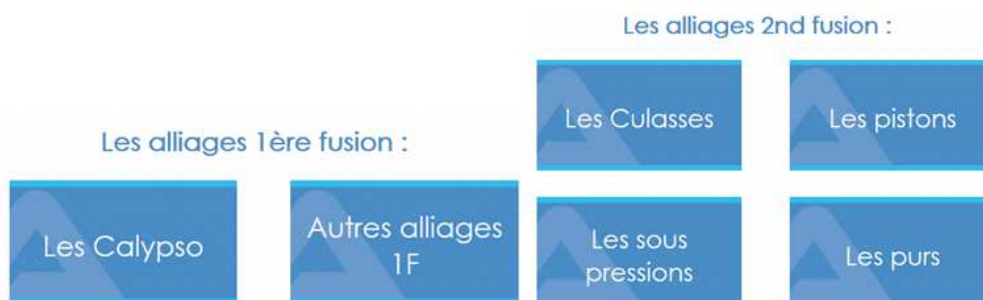 Les alliages 1ère fusion :
Les Calypso
Autres alliages
1F
Les alliages 2nd fusion :
Les Culasses
Les pistons
Les sous
pressions
Les purs